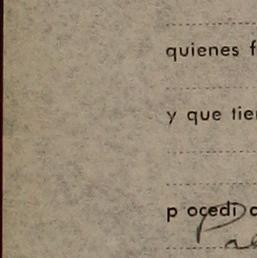 quienes f
y que tie
p ocedi